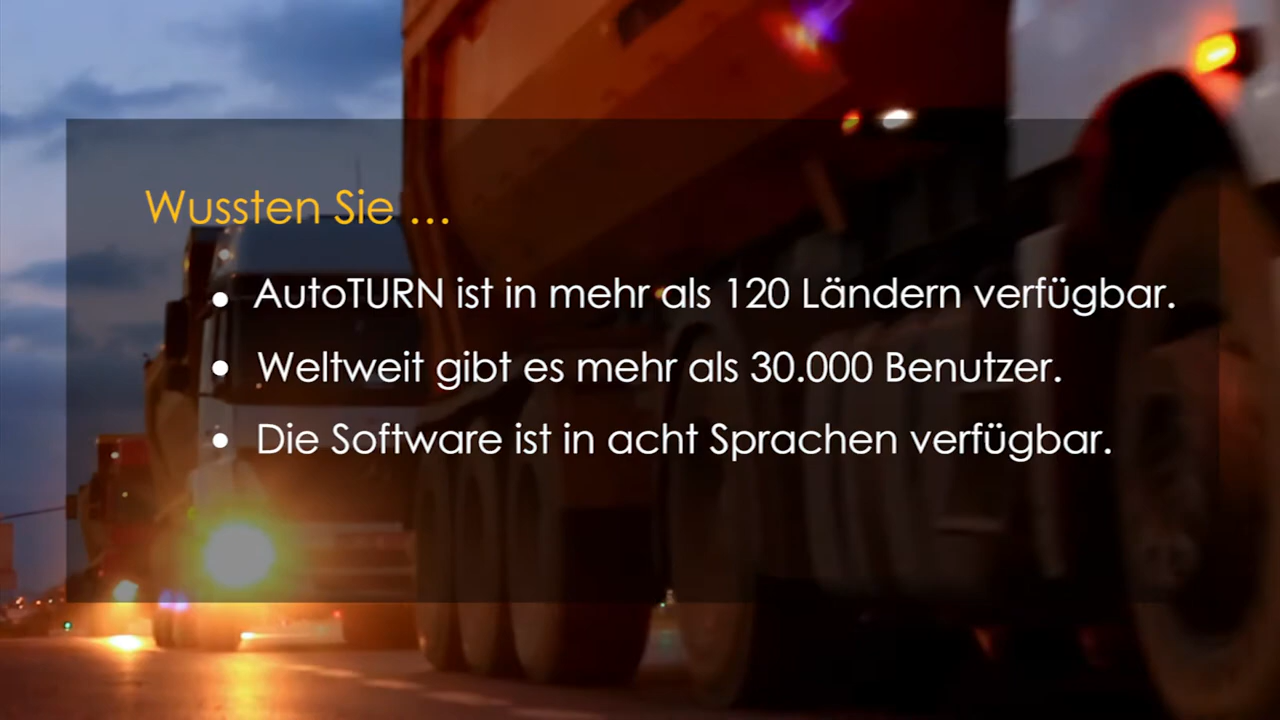 Wussten Sie …
• AutoTURN ist in mehr als 120 Ländern verfügbar.
• Weltweit gibt es mehr als 30.000 Benutzer.
• Die Software ist in acht Sprachen verfügbar.